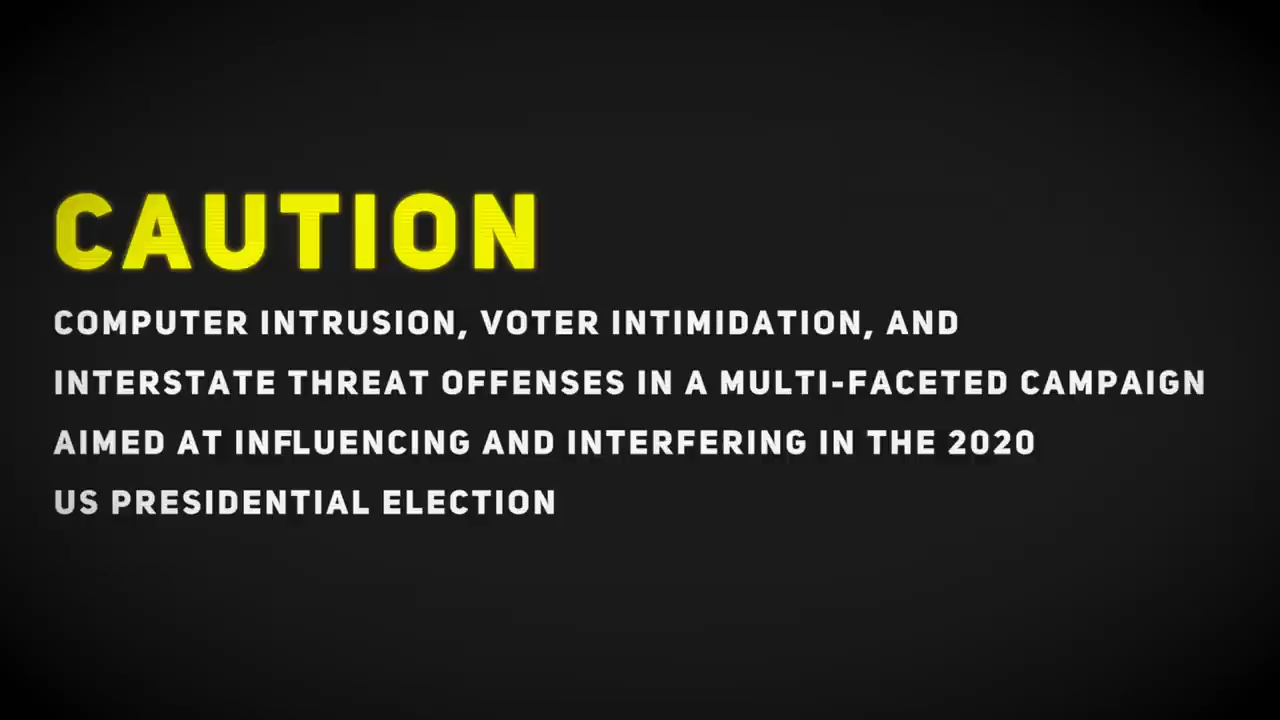 CAUTION
COMPUTER INTRUSION, VOTER INTIMIDATION, AND
INTERSTATE THREAT OFFENSES IN A MULTI-FACETED CAMPAIGN
AIMED AT INFLUENCING AND INTERFERING IN THE 2020
US PRESIDENTIAL ELECTION